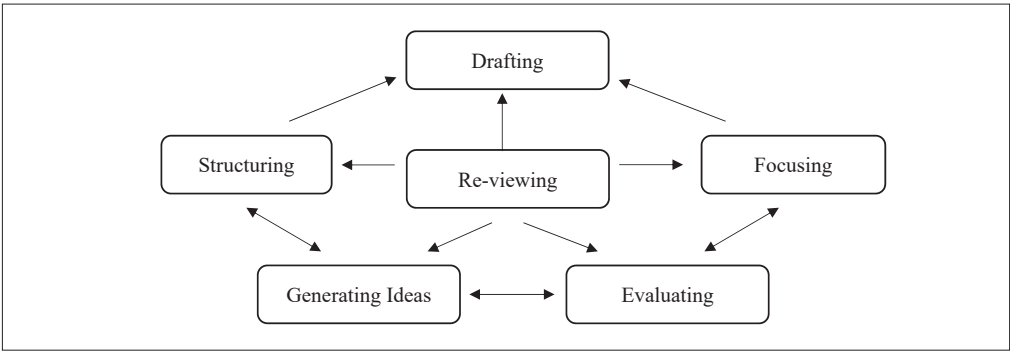 Drafting
Structuring
Re-viewing
Focusing
Generating Ideas
Evaluating